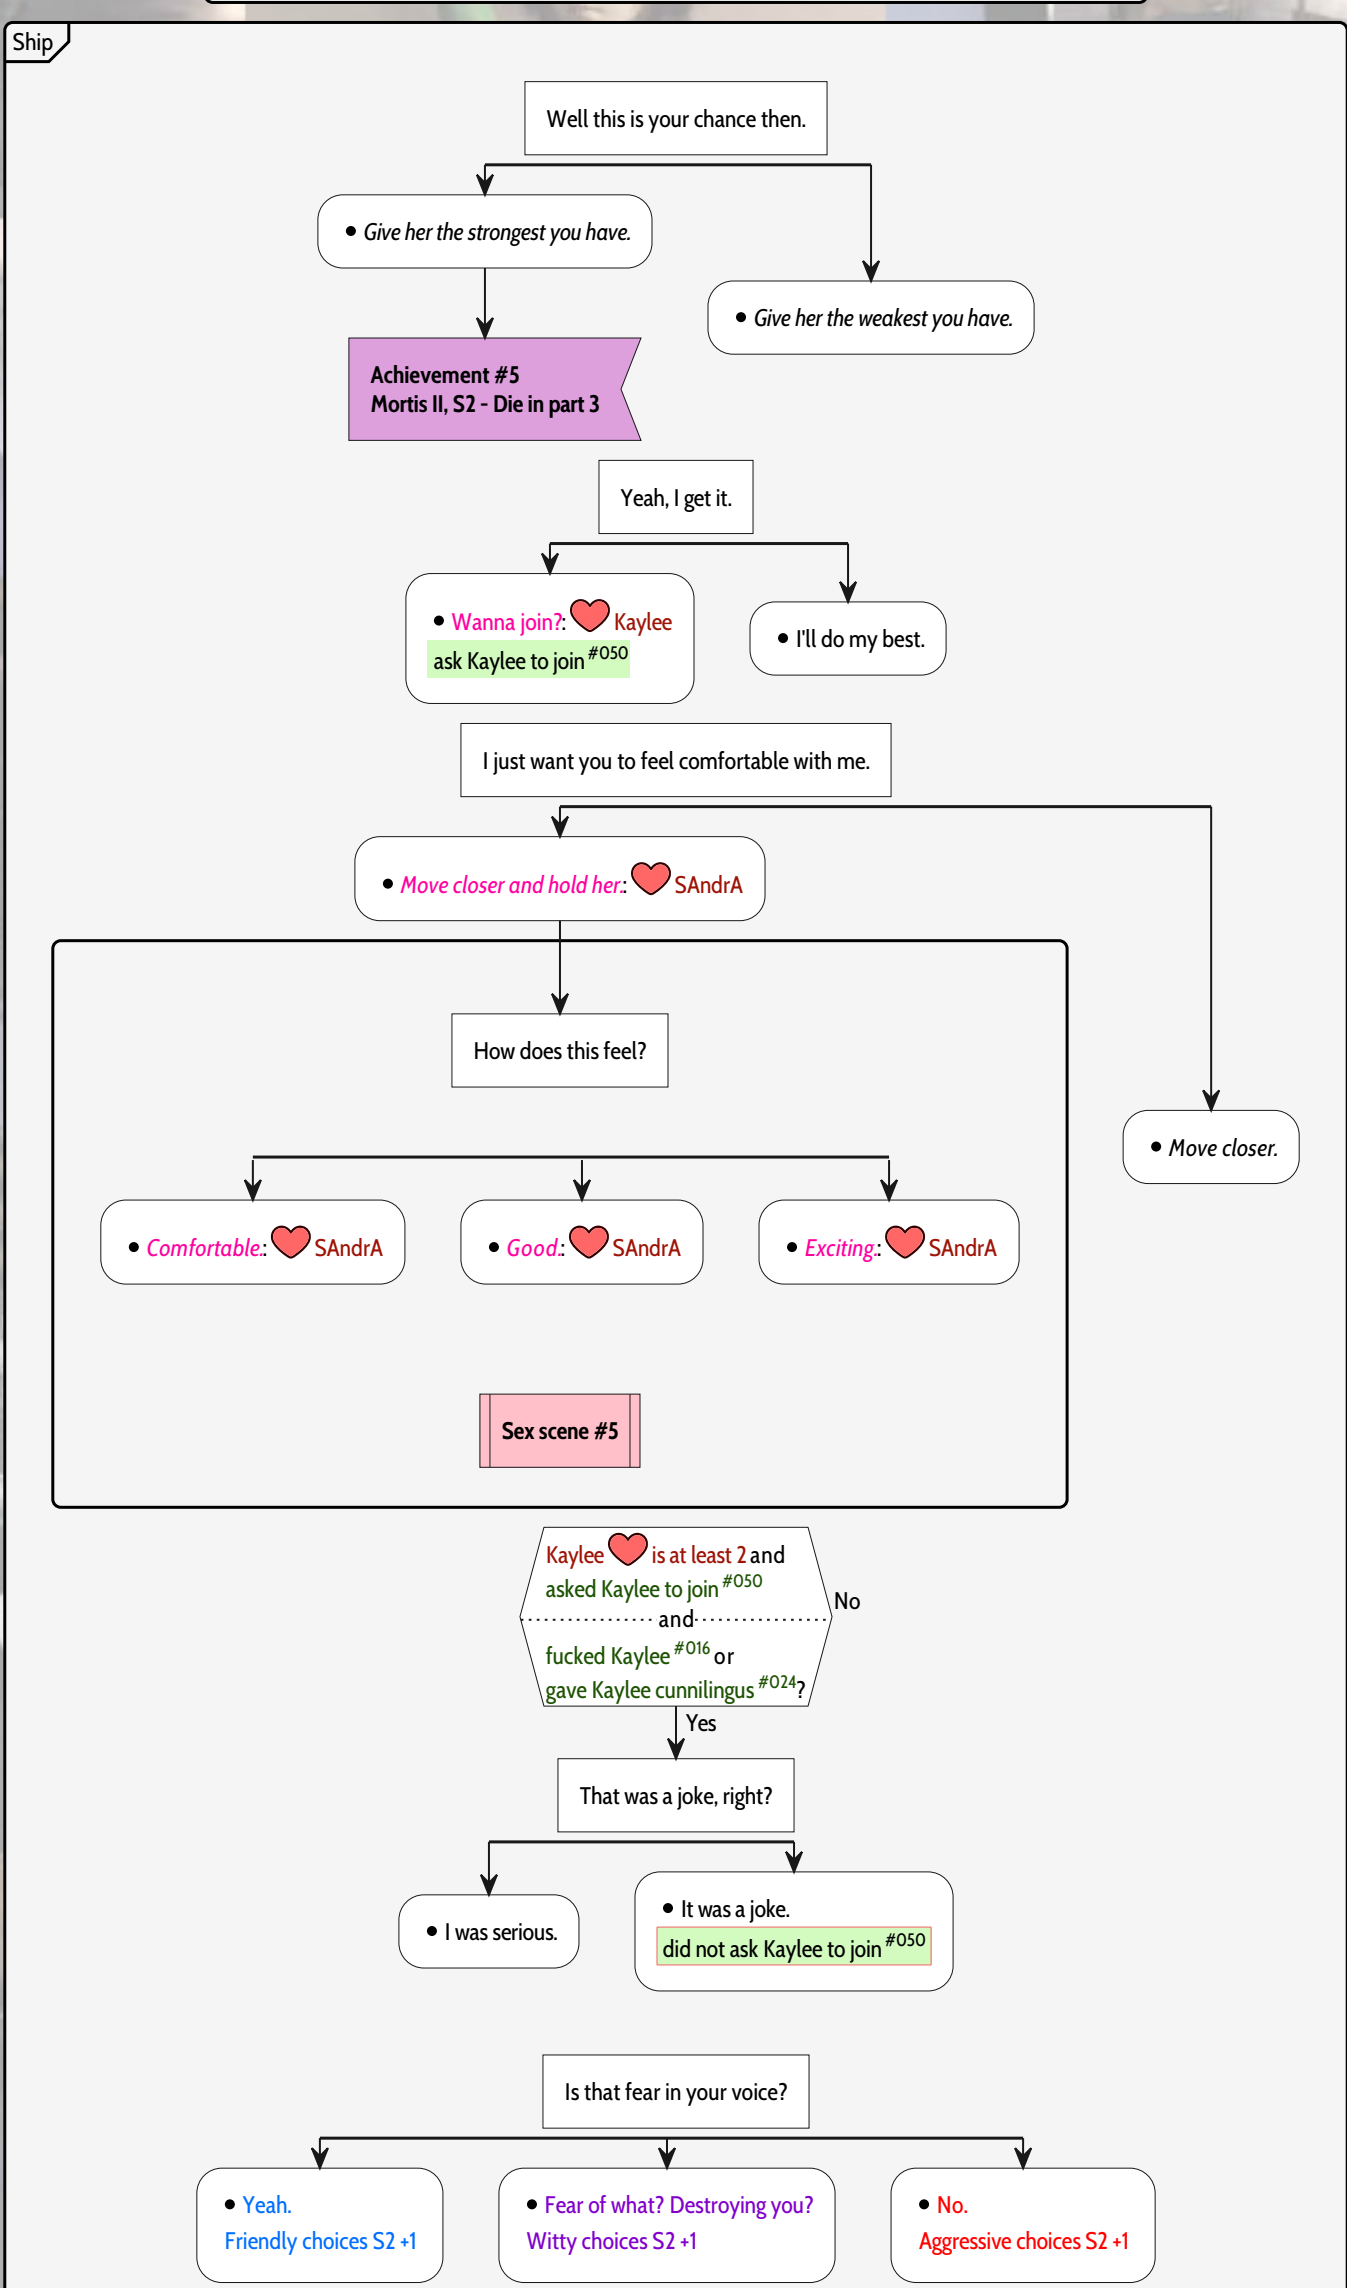 Ship
Well this is your chance then.
• Give her the strongest you have.
• Give her the weakest you have.
Achievement #5
Mortis II, S2 - Die in part 3
Yeah, I get it.
• Wanna join?: Kaylee
ask Kaylee to join #050
• I'll do my best.
I just want you to feel comfortable with me.
• Move closer and hold her.: SAndrA
How does this feel?
• Move closer.
• Comfortable.: SAndrA
• Good.: SAndrA
• Exciting.: SAndrA
Sex scene #5
Kaylee is at least 2 and
asked Kaylee to join #050
No
and
fucked Kaylee #016 or
gave Kaylee cunnilingus #024?
Yes
That was a joke, right?
• I was serious.
• It was a joke.
did not ask Kaylee to join #050
Is that fear in your voice?
• Yeah.
Friendly choices S2 +1
• Fear of what? Destroying you?
Witty choices S2 +1
• No.
Aggressive choices S2 +1